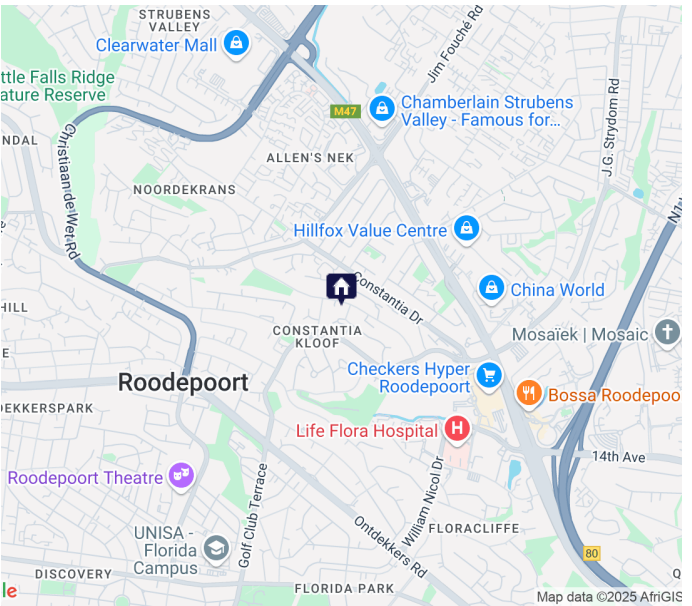 STRUBENS
VALLEY
Clearwater Mall
Jim Fouché Rd
ttle Falls Ridge
ature Reserve
M47
Chamberlain Strubens
Valley - Famous for…
J.G. Strydom Rd
NDAL
Christiaan de Wet Rd
ALLEN'S NEK
NOORDEKRANS
N1
Hillfox Value Centre
Constantia Dr
China World
HILL
CONSTANTIA
KLOOF
Mosaïek | Mosaic
E
Roodepoort
Checkers Hyper
Roodepoort
Bossa Roodepoo
DEKKERSPARK
Life Flora Hospital
14th Ave
Roodepoort Theatre
Golf Club Terrace
William Nicol Dr
Ontdekkers Rd
UNISA -
Florida
Campus
FLORACLIFFE
80
DISCOVERY
FLORIDA PARK
Q
le
Map data ©2025 AfriGIS